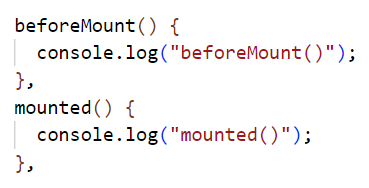 beforeMount() {
  console.log("beforeMount()");
},
mounted() {
  console.log("mounted()");
},